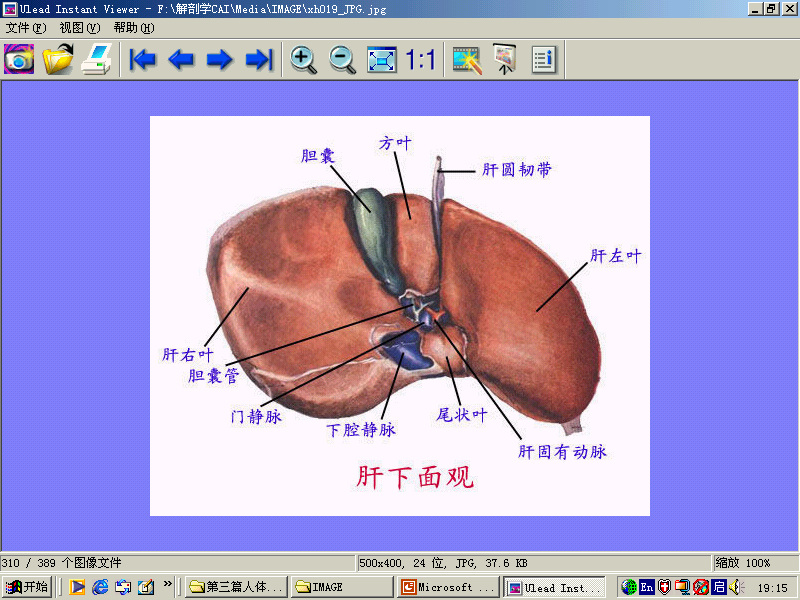 Ulead Instant Viewer - F:\解剖学CAI\Media\IMAGE\xh019_JPG.jpg
文件(F) 视图(V) 帮助(H)
1:1
方叶
胆囊
肝圆韧带
肝左叶
肝右叶
胆囊管
门静脉
尾状叶
下腔静脉
肝固有动脉
肝下面观
310 / 389 个图像文件
500x400, 24 位, JPG, 37.6 KB
缩放 100%
开始
第三篇人体...
IMAGE
Microsoft ...
Ulead Inst...
En
启
19:15